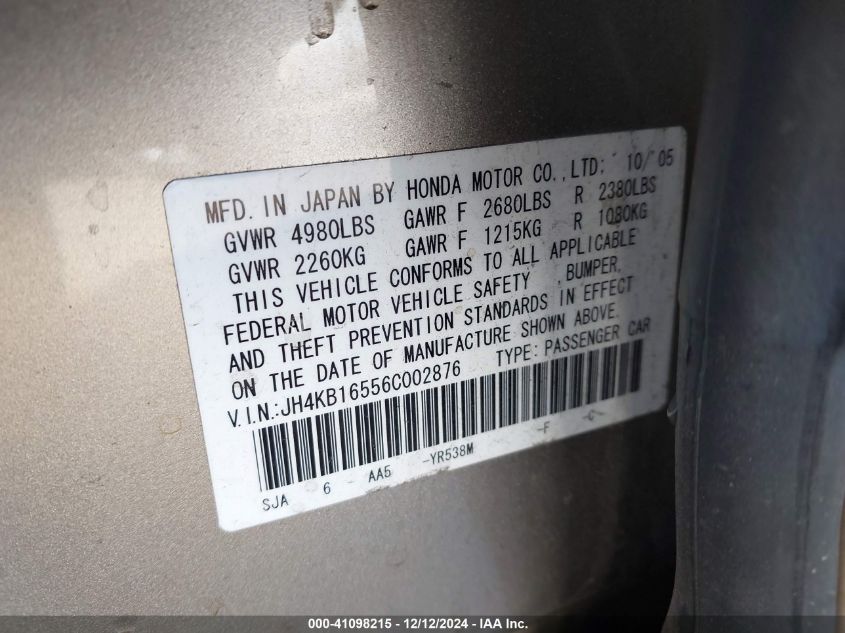 MFD. IN JAPAN BY HONDA MOTOR CO.,LTD: 10/'05
GVWR 4980LBS GAWR F 2680LBS R 2380LBS
GVWR 2260KG GAWR F 1215KG R 1080KG
THIS VEHICLE CONFORMS TO ALL APPLICABLE
FEDERAL MOTOR VEHICLE SAFETY ,BUMPER,
AND THEFT PREVENTION STANDARDS IN EFFECT
ON THE DATE OF MANUFACTURE SHOWN ABOVE.
V.I.N.:JH4KB16556C002876 TYPE: PASSENGER CAR
SJA 6 AA5 -YR538M -F -C-
000-41098215 - 12/12/2024 - IAA Inc.